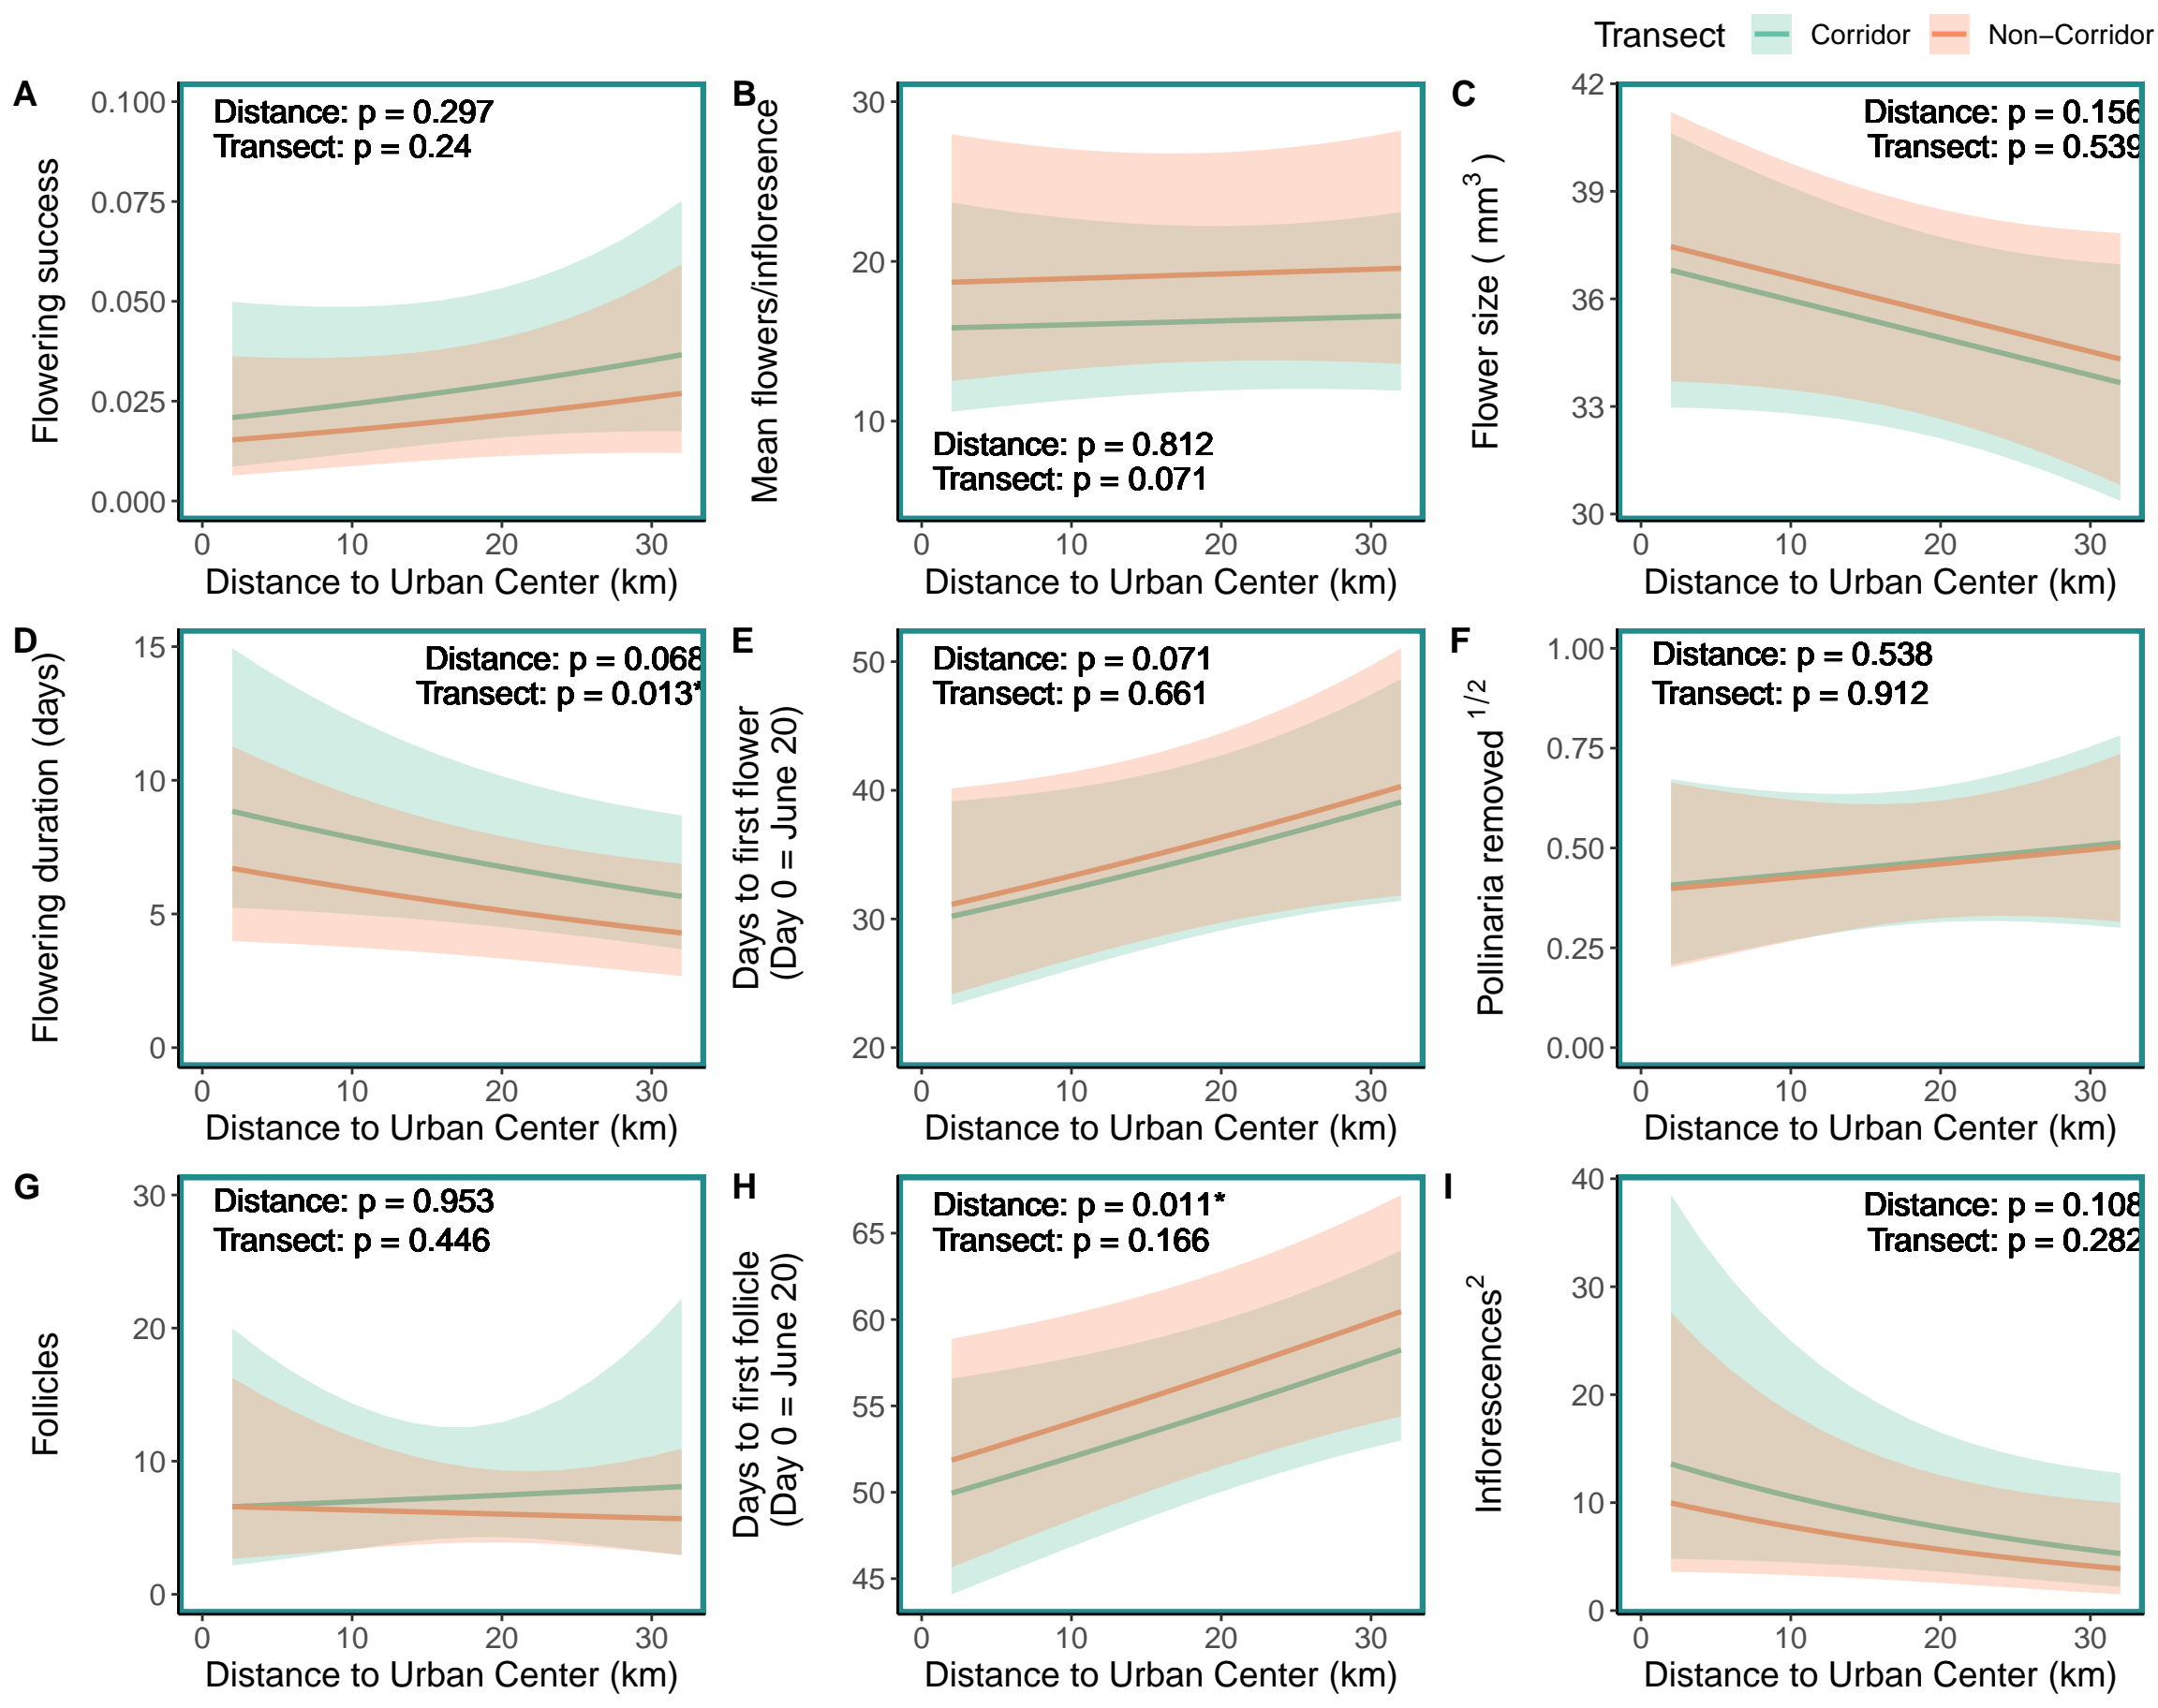 Transect Corridor Non−Corridor
A
Distance: p = 0.297
Transect: p = 0.24
Flowering success
0.100
0.075
0.050
0.025
0.000
0 10 20 30
Distance to Urban Center (km)
B
Distance: p = 0.812
Transect: p = 0.071
Mean flowers/infloresence
30
20
10
0 10 20 30
Distance to Urban Center (km)
C
Distance: p = 0.156
Transect: p = 0.539
Flower size ( mm³ )
42
39
36
33
30
0 10 20 30
Distance to Urban Center (km)
D
Distance: p = 0.068
Transect: p = 0.013*
Flowering duration (days)
15
10
5
0
0 10 20 30
Distance to Urban Center (km)
E
Distance: p = 0.071
Transect: p = 0.661
Days to first flower
(Day 0 = June 20)
50
40
30
20
0 10 20 30
Distance to Urban Center (km)
F
Distance: p = 0.538
Transect: p = 0.912
Pollinaria removed ¹/²
1.00
0.75
0.50
0.25
0.00
0 10 20 30
Distance to Urban Center (km)
G
Distance: p = 0.953
Transect: p = 0.446
Follicles
30
20
10
0
0 10 20 30
Distance to Urban Center (km)
H
Distance: p = 0.011*
Transect: p = 0.166
Days to first follicle
(Day 0 = June 20)
65
60
55
50
45
0 10 20 30
Distance to Urban Center (km)
I
Distance: p = 0.108
Transect: p = 0.282
Inflorescences²
40
30
20
10
0
0 10 20 30
Distance to Urban Center (km)